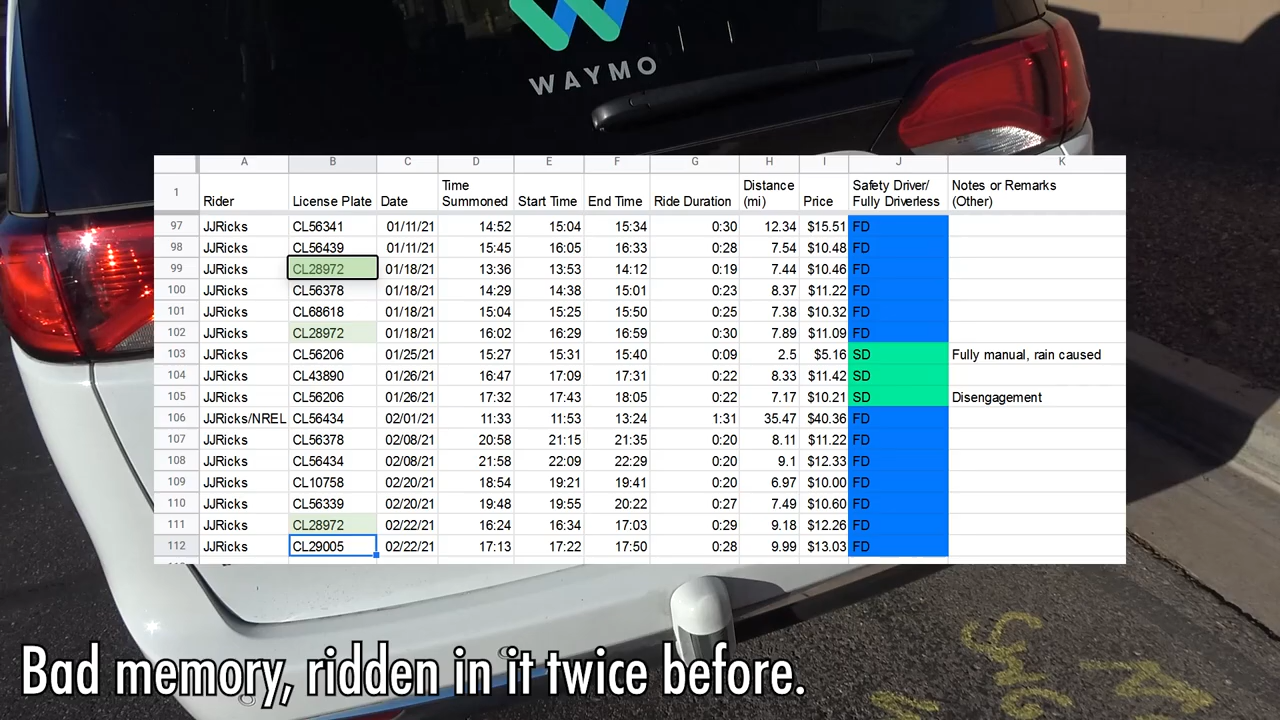 WAYMO
A B C D E F G H I J K
1 Rider License Plate Date Time Summoned Start Time End Time Ride Duration Distance (mi) Price Safety Driver/ Fully Driverless Notes or Remarks (Other)
97 JJRicks CL56341 01/11/21 14:52 15:04 15:34 0:30 12.34 $15.51 FD
98 JJRicks CL56439 01/11/21 15:45 16:05 16:33 0:28 7.54 $10.48 FD
99 JJRicks CL28972 01/18/21 13:36 13:53 14:12 0:19 7.44 $10.46 FD
100 JJRicks CL56378 01/18/21 14:29 14:38 15:01 0:23 8.37 $11.22 FD
101 JJRicks CL68618 01/18/21 15:04 15:25 15:50 0:25 7.38 $10.32 FD
102 JJRicks CL28972 01/18/21 16:02 16:29 16:59 0:30 7.89 $11.09 FD
103 JJRicks CL56206 01/25/21 15:27 15:31 15:40 0:09 2.5 $5.16 SD Fully manual, rain caused
104 JJRicks CL43890 01/26/21 16:47 17:09 17:31 0:22 8.33 $11.42 SD
105 JJRicks CL56206 01/26/21 17:32 17:43 18:05 0:22 7.17 $10.21 SD Disengagement
106 JJRicks/NREL CL56434 02/01/21 11:33 11:53 13:24 1:31 35.47 $40.36 FD
107 JJRicks CL56378 02/08/21 20:58 21:15 21:35 0:20 8.11 $11.22 FD
108 JJRicks CL56434 02/08/21 21:58 22:09 22:29 0:20 9.1 $12.33 FD
109 JJRicks CL10758 02/20/21 18:54 19:21 19:41 0:20 6.97 $10.00 FD
110 JJRicks CL56339 02/20/21 19:48 19:55 20:22 0:27 7.49 $10.60 FD
111 JJRicks CL28972 02/22/21 16:24 16:34 17:03 0:29 9.18 $12.26 FD
112 JJRicks CL29005 02/22/21 17:13 17:22 17:50 0:28 9.99 $13.03 FD
Bad memory, ridden in it twice before.